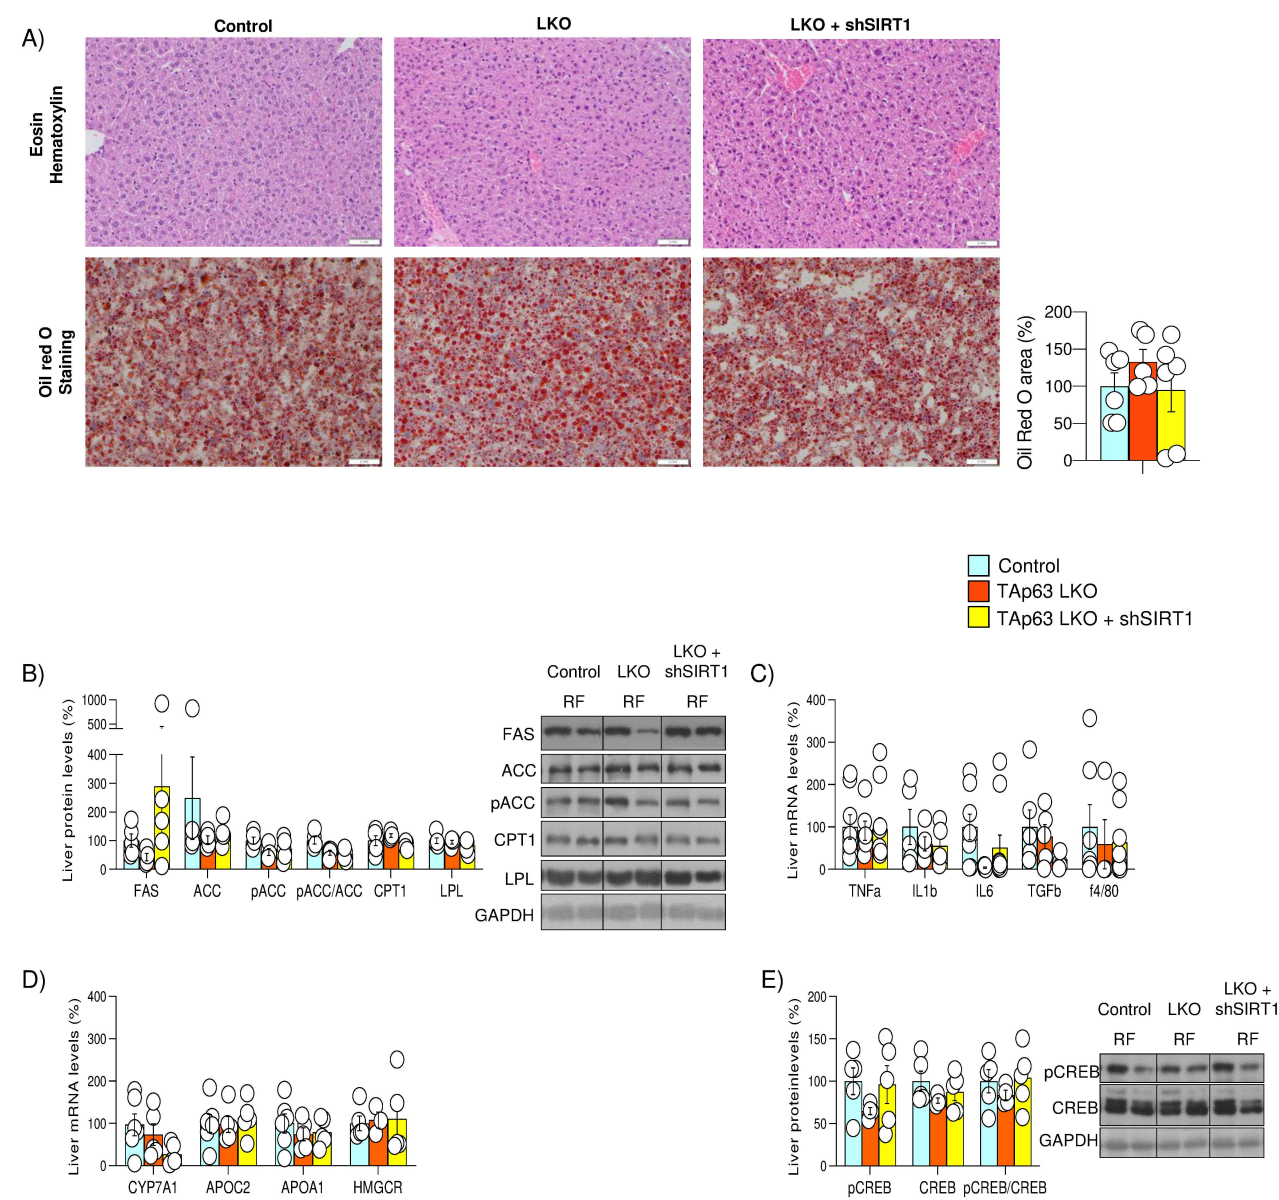 A)
Control
LKO
LKO + shSIRT1
Eosin
Hematoxylin
Oil red O
Staining
Oil Red O area (%)
200
150
100
50
0
Control
TAp63 LKO
TAp63 LKO + shSIRT1
B)
Liver protein levels (%)
1000
500
400
300
200
100
0
FAS
ACC
pACC
pACC/ACC
CPT1
LPL
Control
LKO
LKO +
shSIRT1
RF
RF
RF
FAS
ACC
pACC
CPT1
LPL
GAPDH
C)
Liver mRNA levels (%)
400
300
200
100
0
TNFa
IL1b
IL6
TGFb
f4/80
D)
Liver mRNA levels (%)
400
300
200
100
0
CYP7A1
APOC2
APOA1
HMGCR
E)
Liver proteinlevels (%)
200
150
100
50
0
pCREB
CREB
pCREB/CREB
Control
LKO
LKO +
shSIRT1
RF
RF
RF
pCREB
CREB
GAPDH